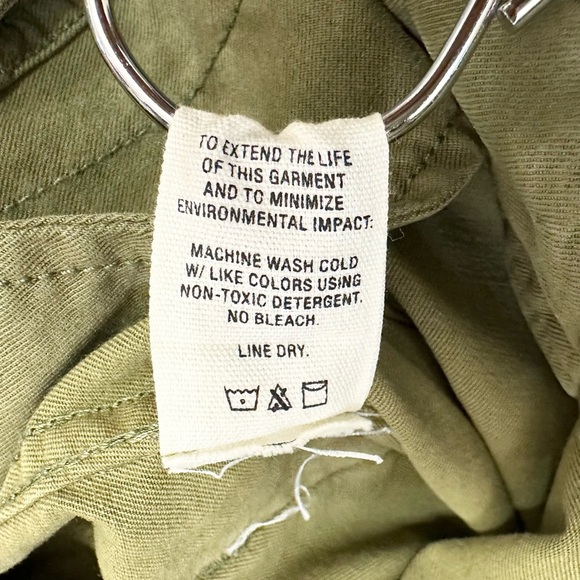 TO EXTEND THE LIFE
OF THIS GARMENT
AND TO MINIMIZE
ENVIRONMENTAL IMPACT:
MACHINE WASH COLD
W/ LIKE COLORS USING
NON-TOXIC DETERGENT.
NO BLEACH.
LINE DRY.